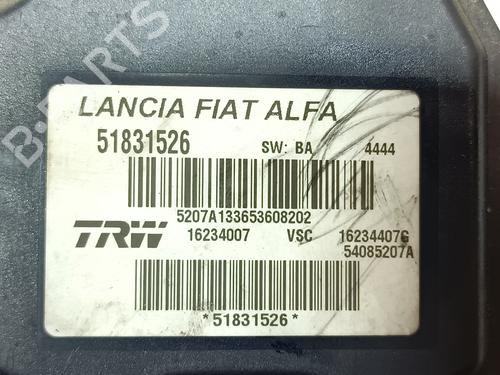 B-PARTS
LANCIA FIAT ALFA
51831526 SW: BA 4444
5207A133653608202
TRW 16234007 VSC 16234407G
54085207A
*51831526*